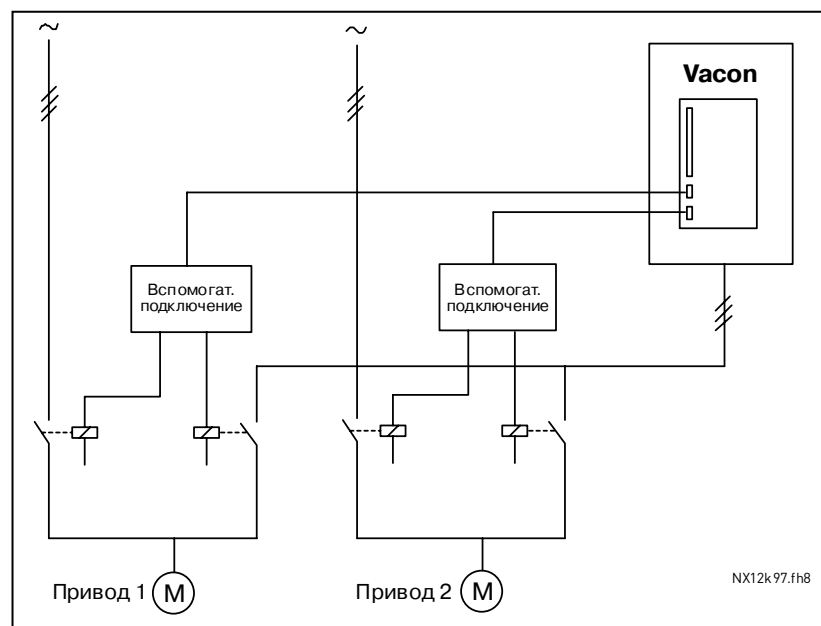 ~ ~
Vacon
Вспомогат.
подключение
Вспомогат.
подключение
Привод 1 M
Привод 2 M
NX12k97.fh8